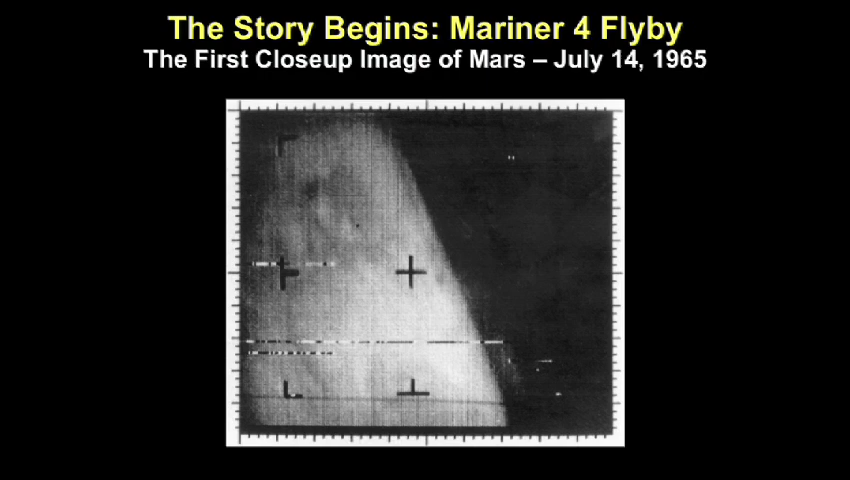 The Story Begins: Mariner 4 Flyby
The First Closeup Image of Mars – July 14, 1965